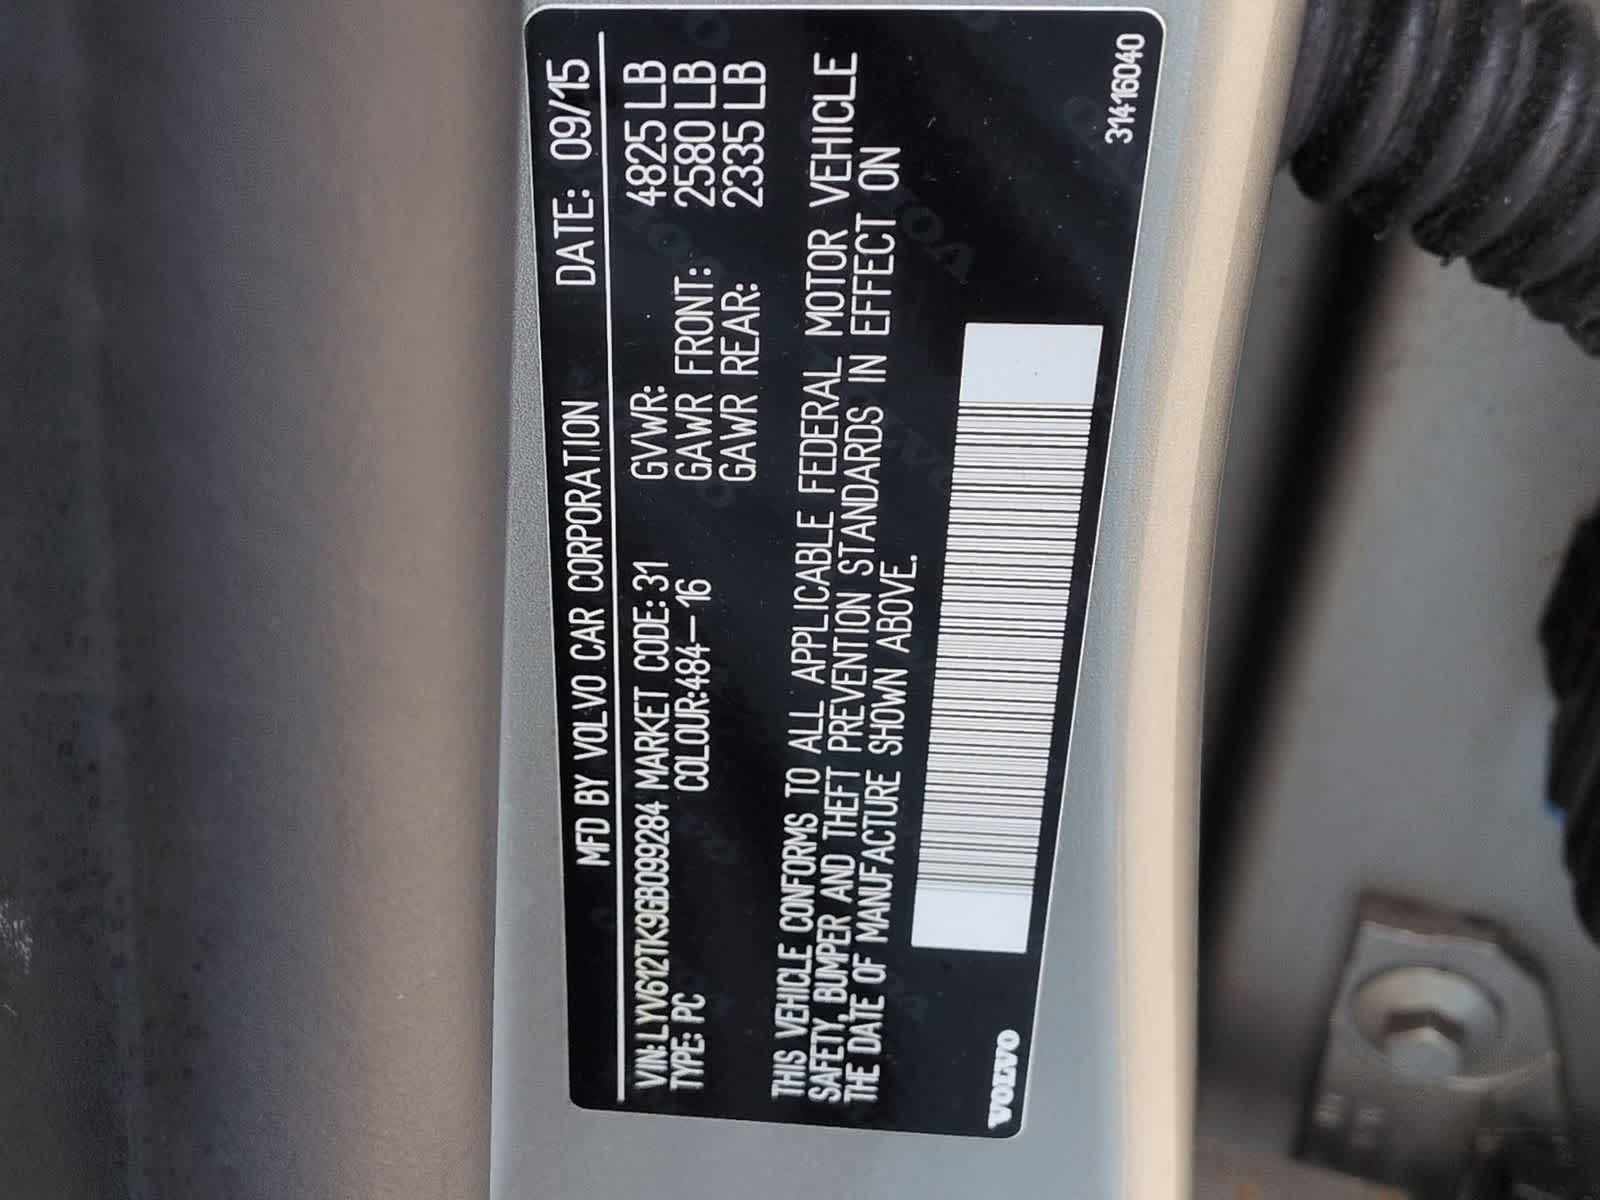 MFD BY VOLVO CAR CORPORATION DATE: 09/15
VIN:LYV612TK9GB099284 MARKET CODE:31 GVWR: 4825 LB
TYPE: PC COLOUR:484-16 GAWR FRONT: 2580 LB
GAWR REAR: 2335 LB
THIS VEHICLE CONFORMS TO ALL APPLICABLE FEDERAL MOTOR VEHICLE
SAFETY, BUMPER AND THEFT PREVENTION STANDARDS IN EFFECT ON
THE DATE OF MANUFACTURE SHOWN ABOVE.
VOLVO 31416040